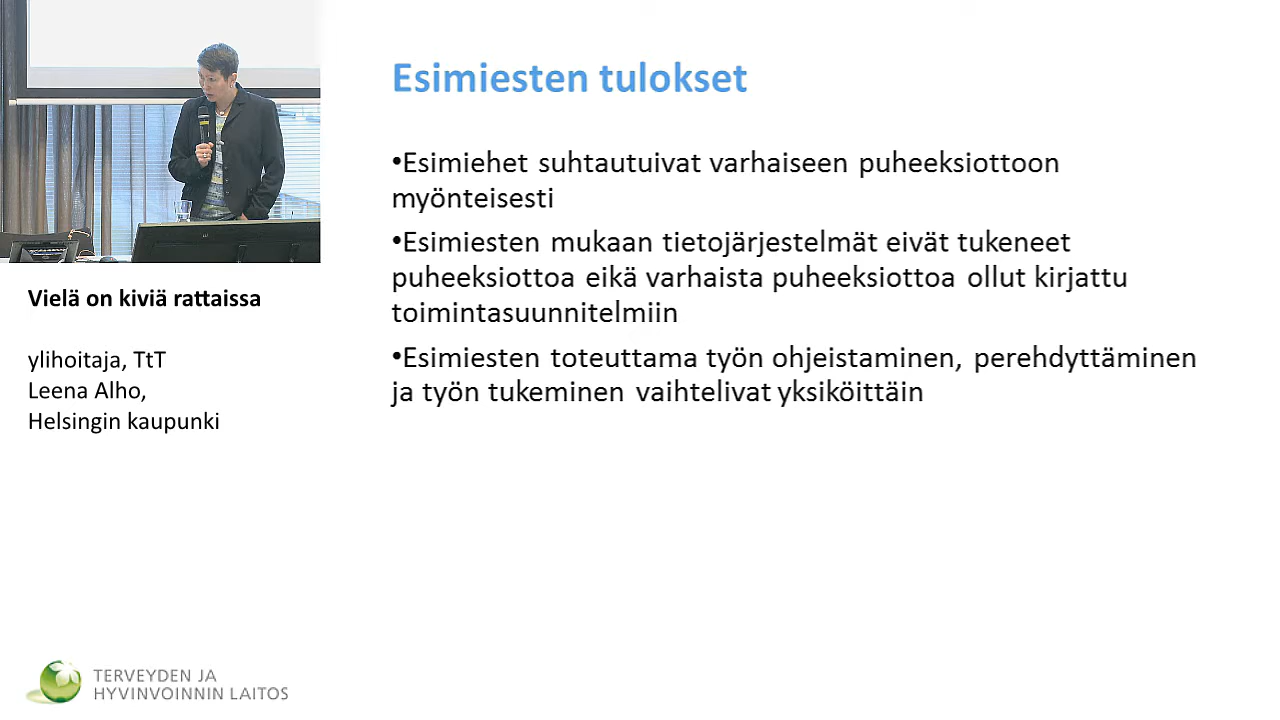 Esimiesten tulokset
•Esimiehet suhtautuivat varhaiseen puheeksiottoon
myönteisesti
•Esimiesten mukaan tietojärjestelmät eivät tukeneet
puheeksiottoa eikä varhaista puheeksiottoa ollut kirjattu
toimintasuunnitelmiin
•Esimiesten toteuttama työn ohjeistaminen, perehdyttäminen
ja työn tukeminen vaihtelivat yksiköittäin
Vielä on kiviä rattaissa
ylihoitaja, TtT
Leena Alho,
Helsingin kaupunki
TERVEYDEN JA
HYVINVOINNIN LAITOS